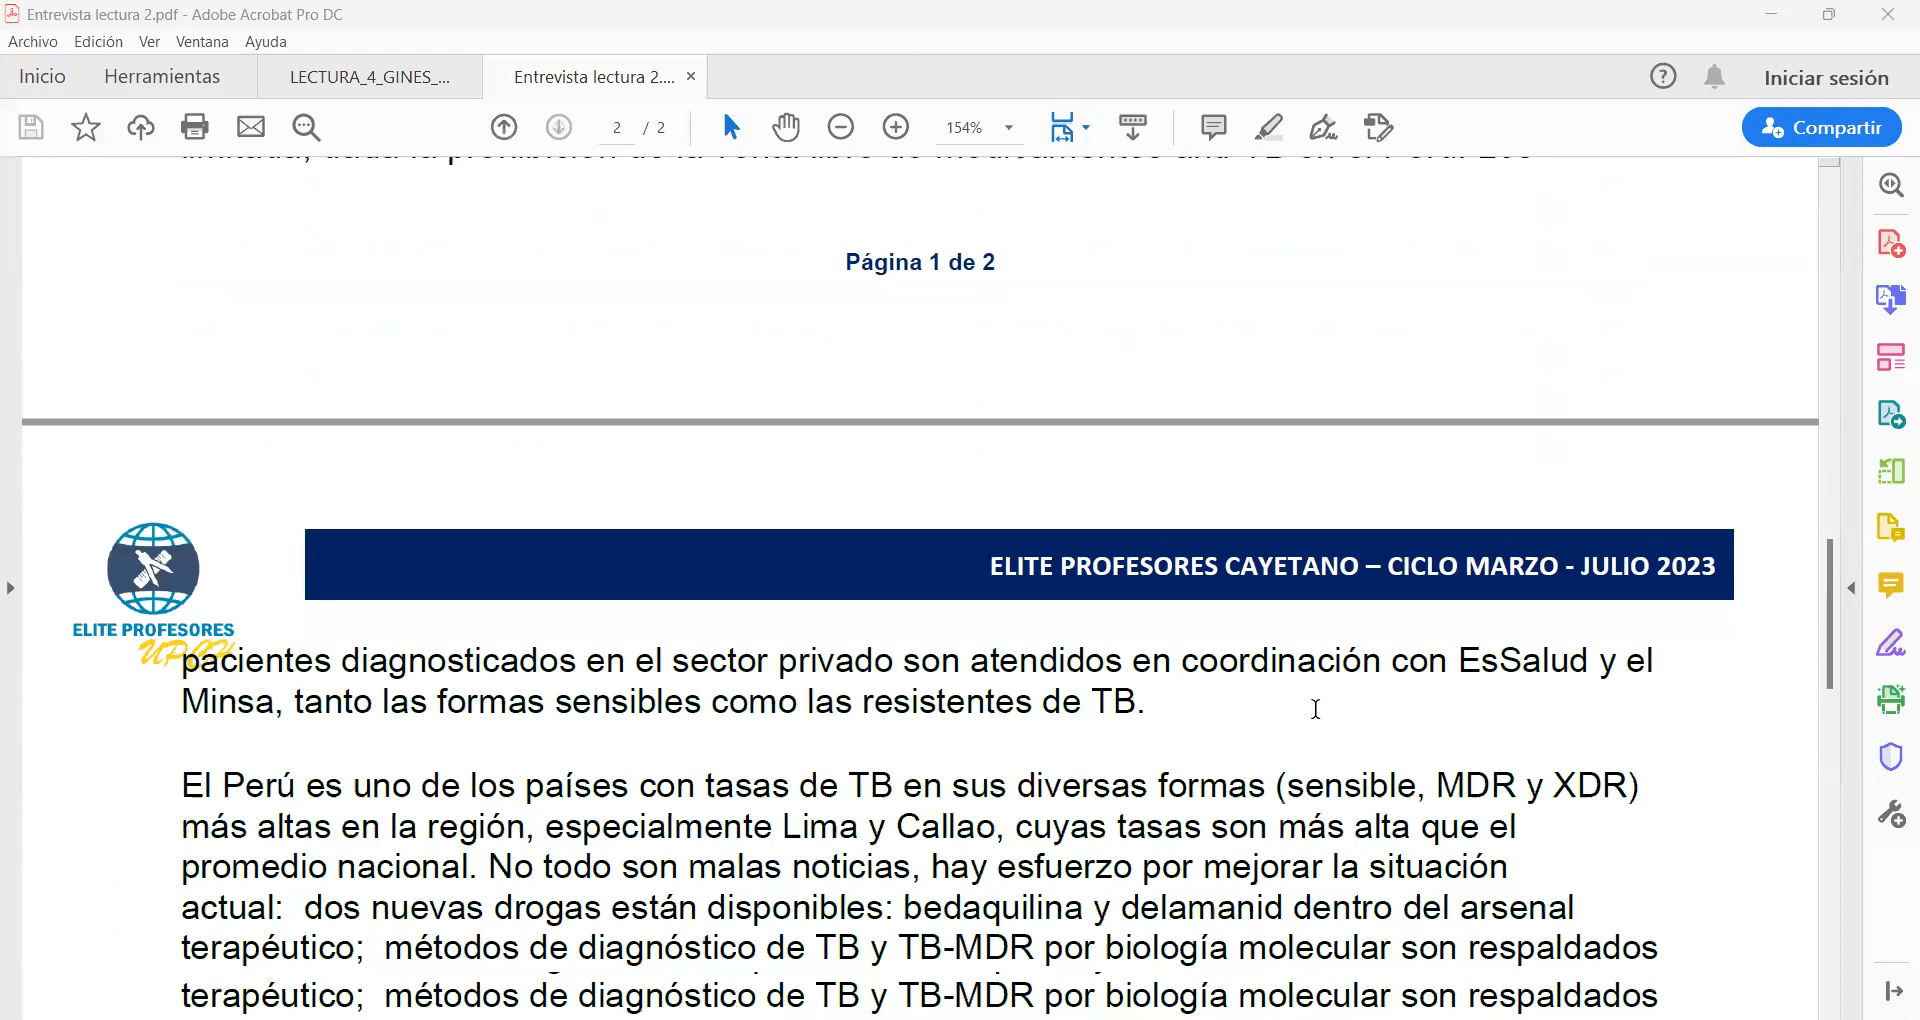 Entrevista lectura 2.pdf - Adobe Acrobat Pro DC
Archivo Edición Ver Ventana Ayuda
Inicio Herramientas LECTURA_4_GINES_... Entrevista lectura 2.... ×
Iniciar sesión
2 / 2 154%
Compartir
Página 1 de 2
ELITE PROFESORES CAYETANO – CICLO MARZO - JULIO 2023
ELITE PROFESORES
UPCH
pacientes diagnosticados en el sector privado son atendidos en coordinación con EsSalud y el
Minsa, tanto las formas sensibles como las resistentes de TB.
El Perú es uno de los países con tasas de TB en sus diversas formas (sensible, MDR y XDR)
más altas en la región, especialmente Lima y Callao, cuyas tasas son más alta que el
promedio nacional. No todo son malas noticias, hay esfuerzo por mejorar la situación
actual: dos nuevas drogas están disponibles: bedaquilina y delamanid dentro del arsenal
terapéutico; métodos de diagnóstico de TB y TB-MDR por biología molecular son respaldados
terapéutico; métodos de diagnóstico de TB y TB-MDR por biología molecular son respaldados